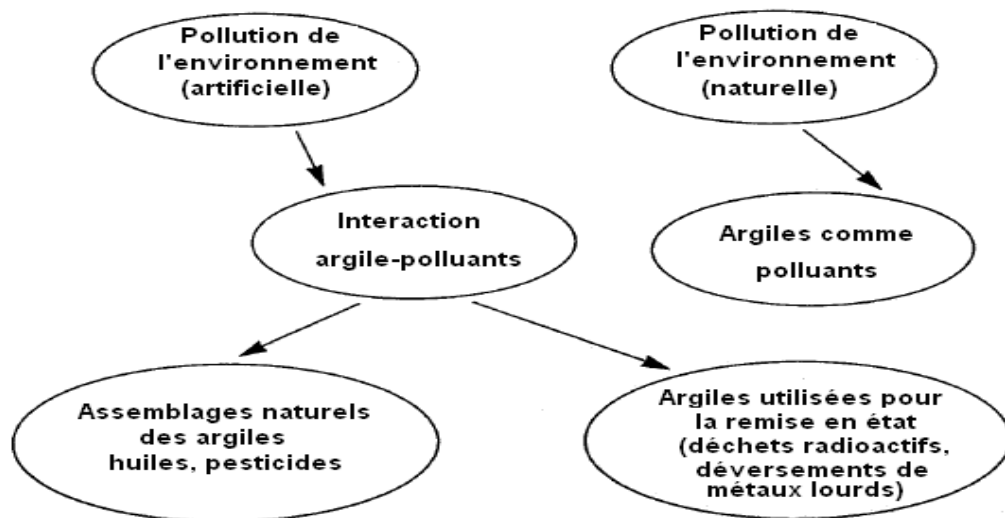 Pollution de
l'environnement
(artificielle)
Pollution de
l'environnement
(naturelle)
Interaction
argile-polluants
Argiles comme
polluants
Assemblages naturels
des argiles
huiles, pesticides
Argiles utilisées pour
la remise en état
(déchets radioactifs,
déversements de
métaux lourds)